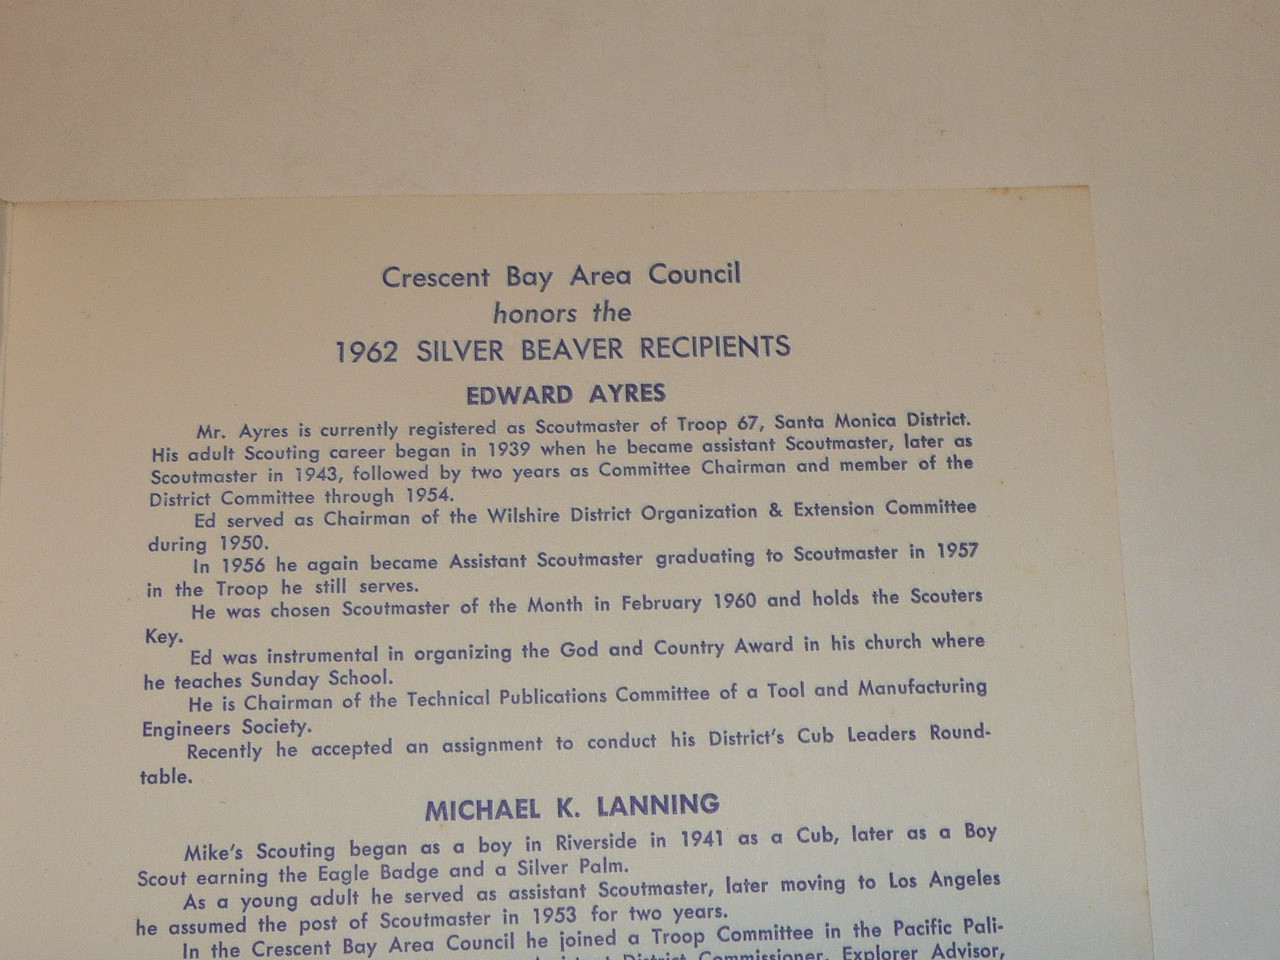 Crescent Bay Area Council
honors the
1962 SILVER BEAVER RECIPIENTS
EDWARD AYRES
Mr. Ayres is currently registered as Scoutmaster of Troop 67, Santa Monica District.
His adult Scouting career began in 1939 when he became assistant Scoutmaster, later as
Scoutmaster in 1943, followed by two years as Committee Chairman and member of the
District Committee through 1954.
Ed served as Chairman of the Wilshire District Organization & Extension Committee
during 1950.
In 1956 he again became Assistant Scoutmaster graduating to Scoutmaster in 1957
in the Troop he still serves.
He was chosen Scoutmaster of the Month in February 1960 and holds the Scouters
Key.
Ed was instrumental in organizing the God and Country Award in his church where
he teaches Sunday School.
He is Chairman of the Technical Publications Committee of a Tool and Manufacturing
Engineers Society.
Recently he accepted an assignment to conduct his District's Cub Leaders Round-
table.
MICHAEL K. LANNING
Mike's Scouting began as a boy in Riverside in 1941 as a Cub, later as a Boy
Scout earning the Eagle Badge and a Silver Palm.
As a young adult he served as assistant Scoutmaster, later moving to Los Angeles
he assumed the post of Scoutmaster in 1953 for two years.
In the Crescent Bay Area Council he joined a Troop Committee in the Pacific Pali-
District Commissioner, Explorer Advisor,